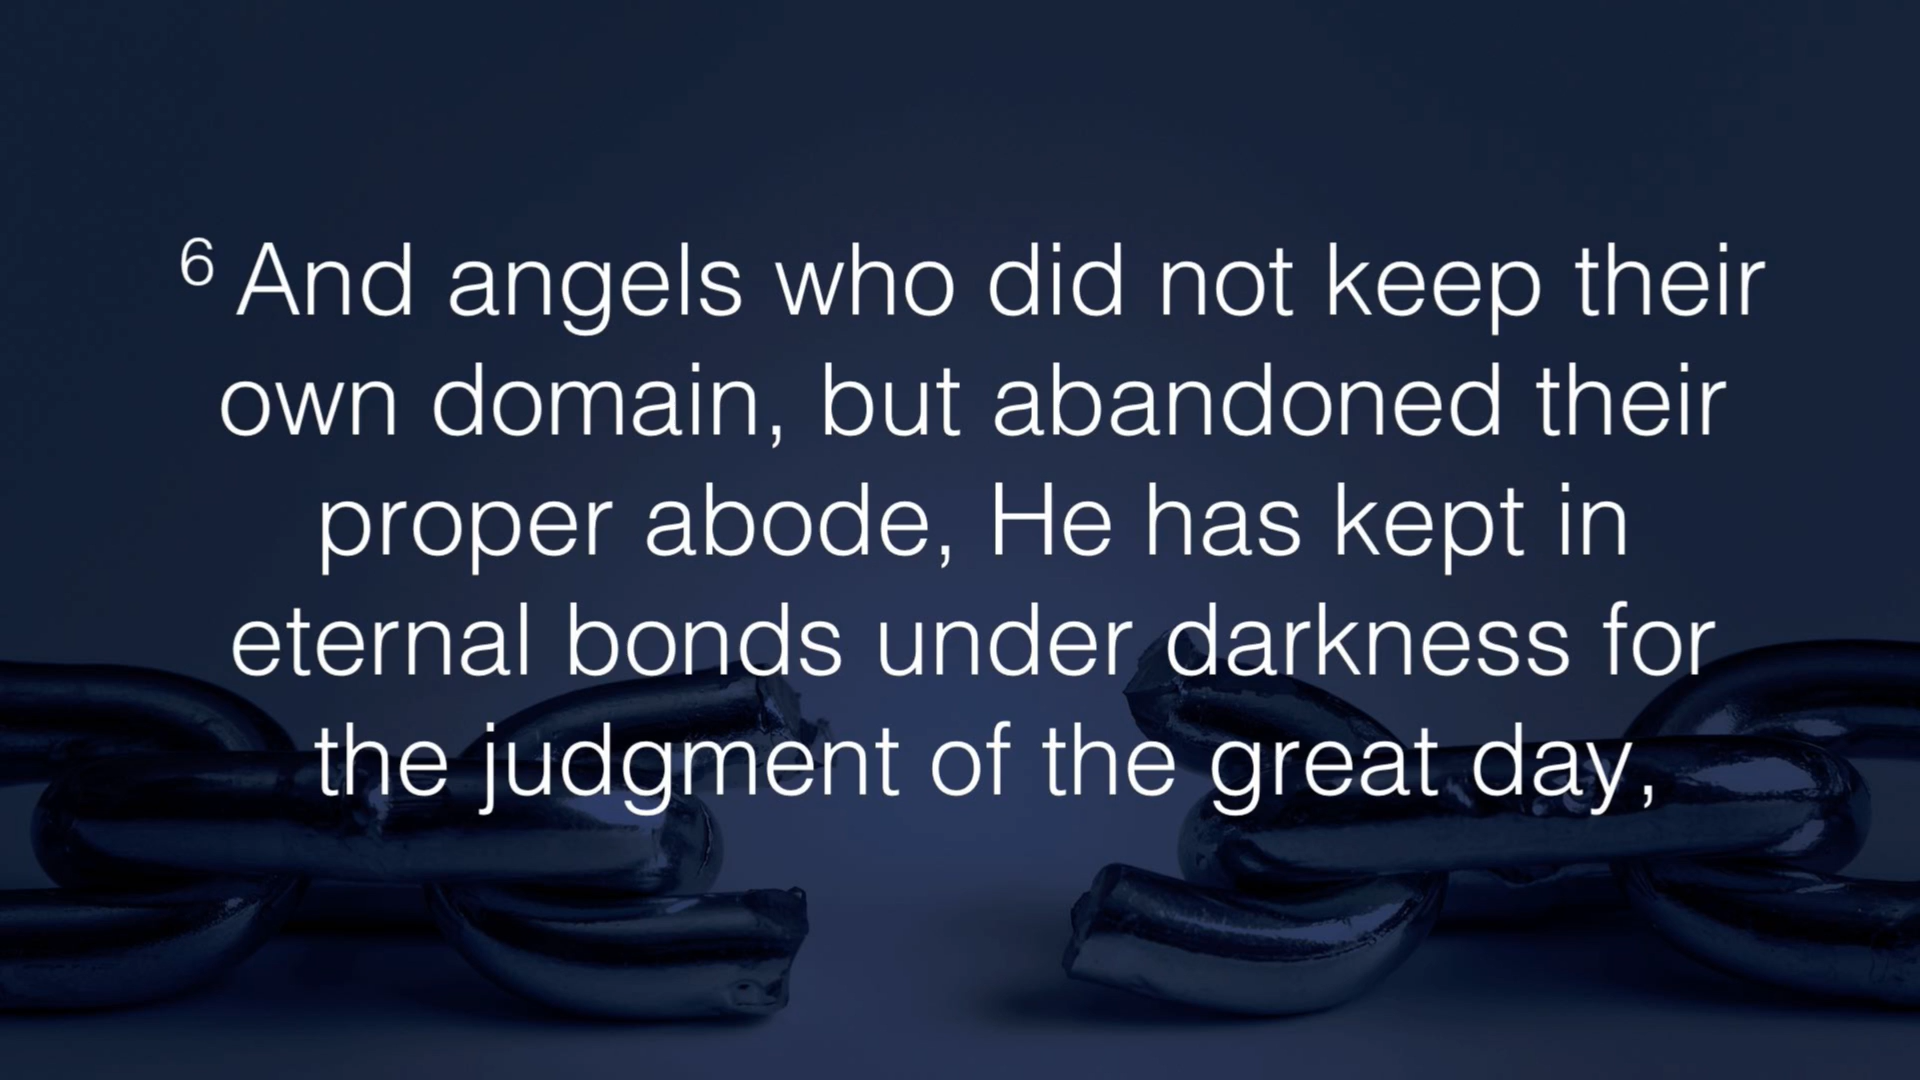 6 And angels who did not keep their
own domain, but abandoned their
proper abode, He has kept in
eternal bonds under darkness for
the judgment of the great day,